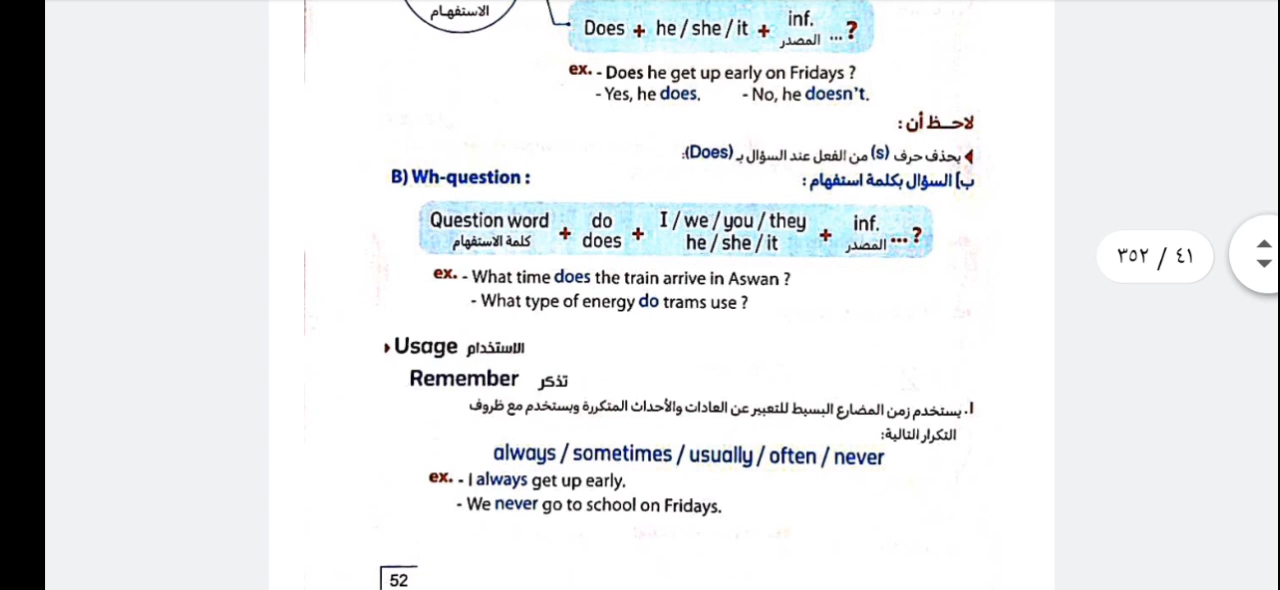 الاستفهام
Does + he / she / it + inf. المصدر ... ?
ex. - Does he get up early on Fridays ?
- Yes, he does. - No, he doesn't.
لاحـظ أن :
يحذف حرف (s) من الفعل عند السؤال بـ (Does):
B) Wh-question :
ب) السؤال بكلمة استفهام :
Question word كلمة الاستفهام + do does + I / we / you / they he / she / it + inf. المصدر ... ?
ex. - What time does the train arrive in Aswan ?
- What type of energy do trams use ?
Usage الاستخدام
Remember تذكر
١. يستخدم زمن المضارع البسيط للتعبير عن العادات والأحداث المتكررة ويستخدم مع ظروف
التكرار التالية:
always / sometimes / usually / often / never
ex. - I always get up early.
- We never go to school on Fridays.
52
٤١ / ٣٥٢